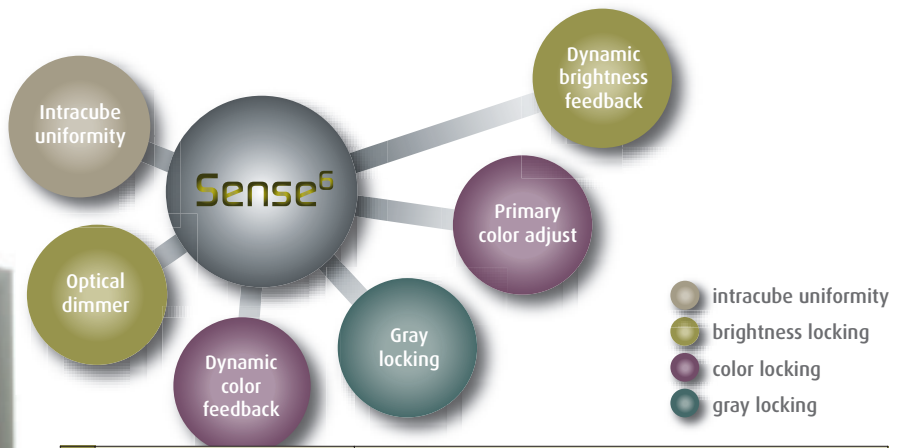 Dynamic
brightness
feedback
Intracube
uniformity
Sense⁶
Primary
color adjust
Optical
dimmer
Gray
locking
Dynamic
color
feedback
intracube uniformity
brightness locking
color locking
gray locking